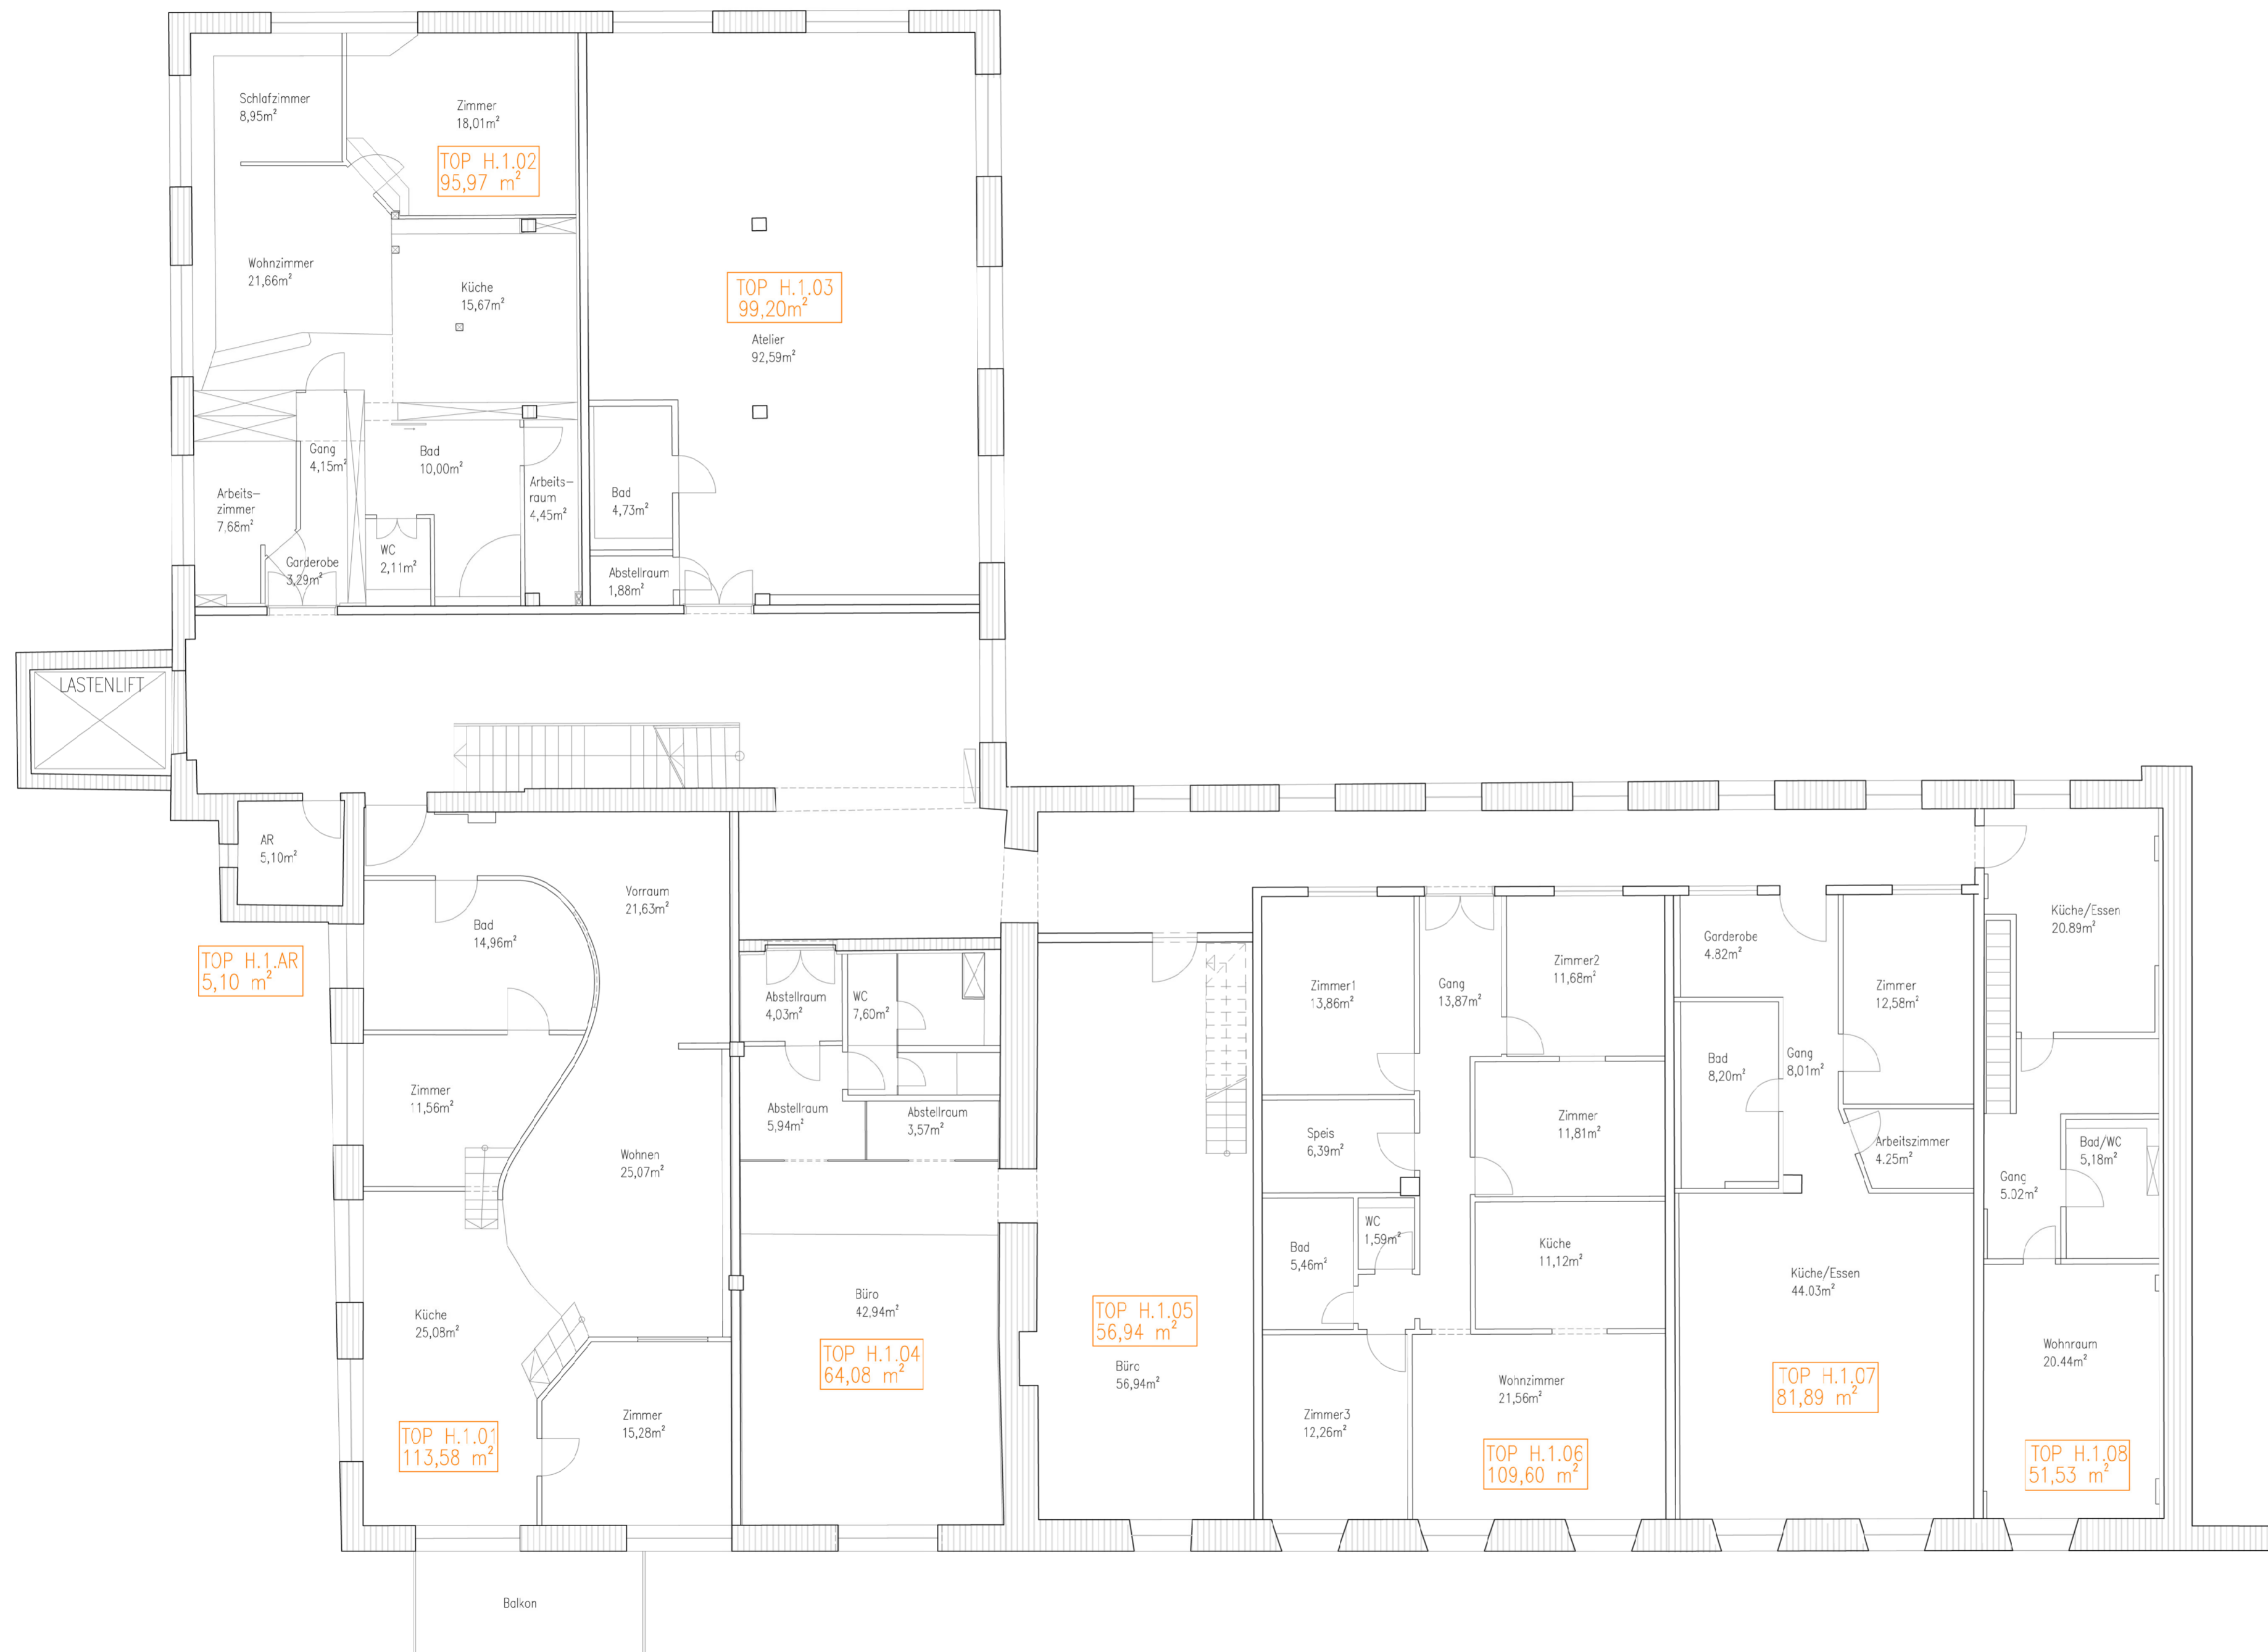 Schlafzimmer
8,95m²
Zimmer
18,01m²
TOP H.1.02
95,97 m²
Wohnzimmer
21,66m²
Küche
15,67m²
TOP H.1.03
99,20m²
Atelier
92,59m²
Gang
4,15m²
Bad
10,00m²
Arbeits-
zimmer
7,68m²
Arbeits-
raum
4,45m²
Bad
4,73m²
Garderobe
3,29m²
WC
2,11m²
Abstellraum
1,88m²
LASTENLIFT
AR
5,10m²
TOP H.1.AR
5,10 m²
Vorraum
21,63m²
Bad
14,96m²
Zimmer
11,56m²
Wohnen
25,07m²
Küche
25,08m²
Zimmer
15,28m²
TOP H.1.01
113,58 m²
Balkon
Abstellraum
4,03m²
WC
7,60m²
Abstellraum
5,94m²
Abstellraum
3,57m²
Büro
42,94m²
TOP H.1.04
64,08 m²
TOP H.1.05
56,94 m²
Büro
56,94m²
Zimmer1
13,86m²
Gang
13,87m²
Zimmer2
11,68m²
Speis
6,39m²
Zimmer
11,81m²
Bad
5,46m²
WC
1,59m²
Küche
11,12m²
Zimmer3
12,26m²
Wohnzimmer
21,56m²
TOP H.1.06
109,60 m²
Garderobe
4.82m²
Zimmer
12,58m²
Bad
8,20m²
Gang
8,01m²
Arbeitszimmer
4.25m²
Küche/Essen
44.03m²
TOP H.1.07
81,89 m²
Küche/Essen
20.89m²
Bad/WC
5,18m²
Gang
5.02m²
Wohnraum
20.44m²
TOP H.1.08
51,53 m²